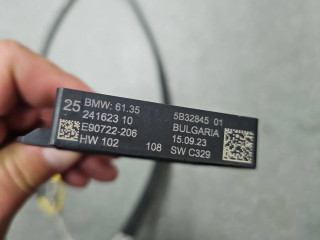 25 BMW: 61.35 5B32845 01
241623 10 BULGARIA
E90722-206 15.09.23
HW 102 108 SW C329